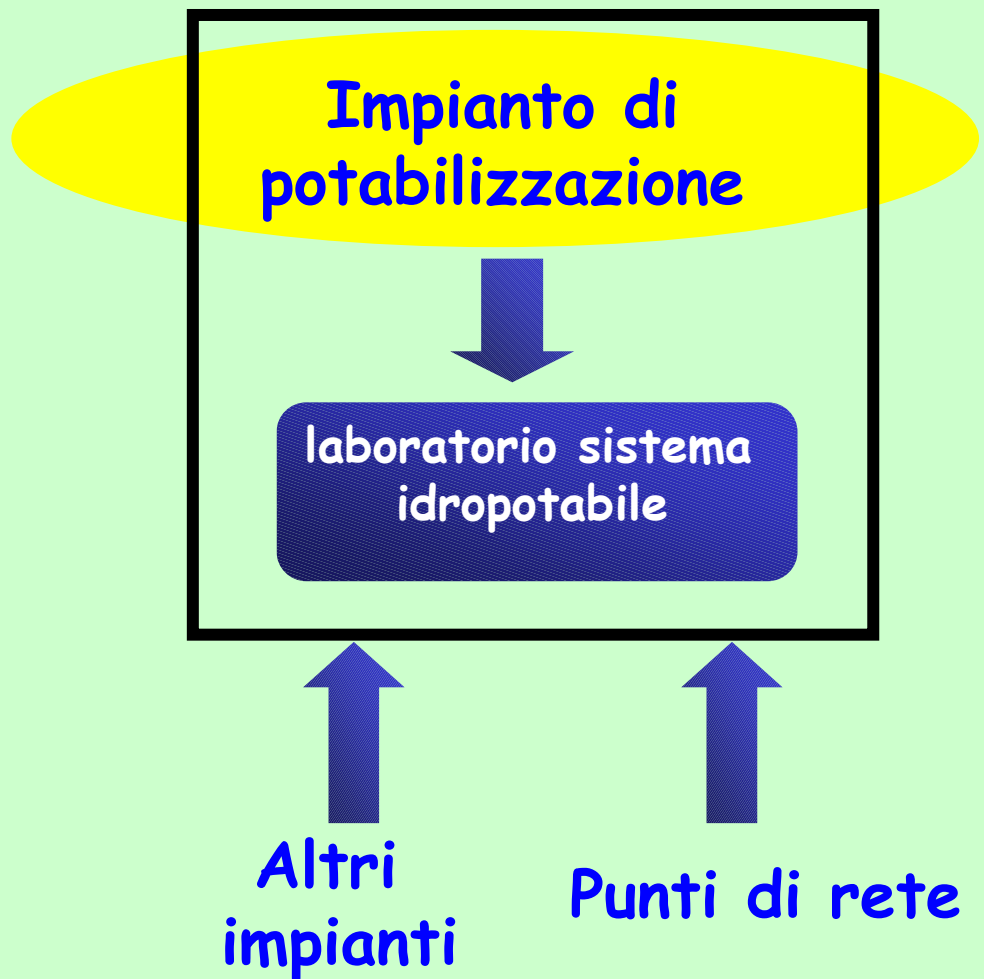 Impianto di
potabilizzazione
laboratorio sistema
idropotabile
Altri
impianti
Punti di rete